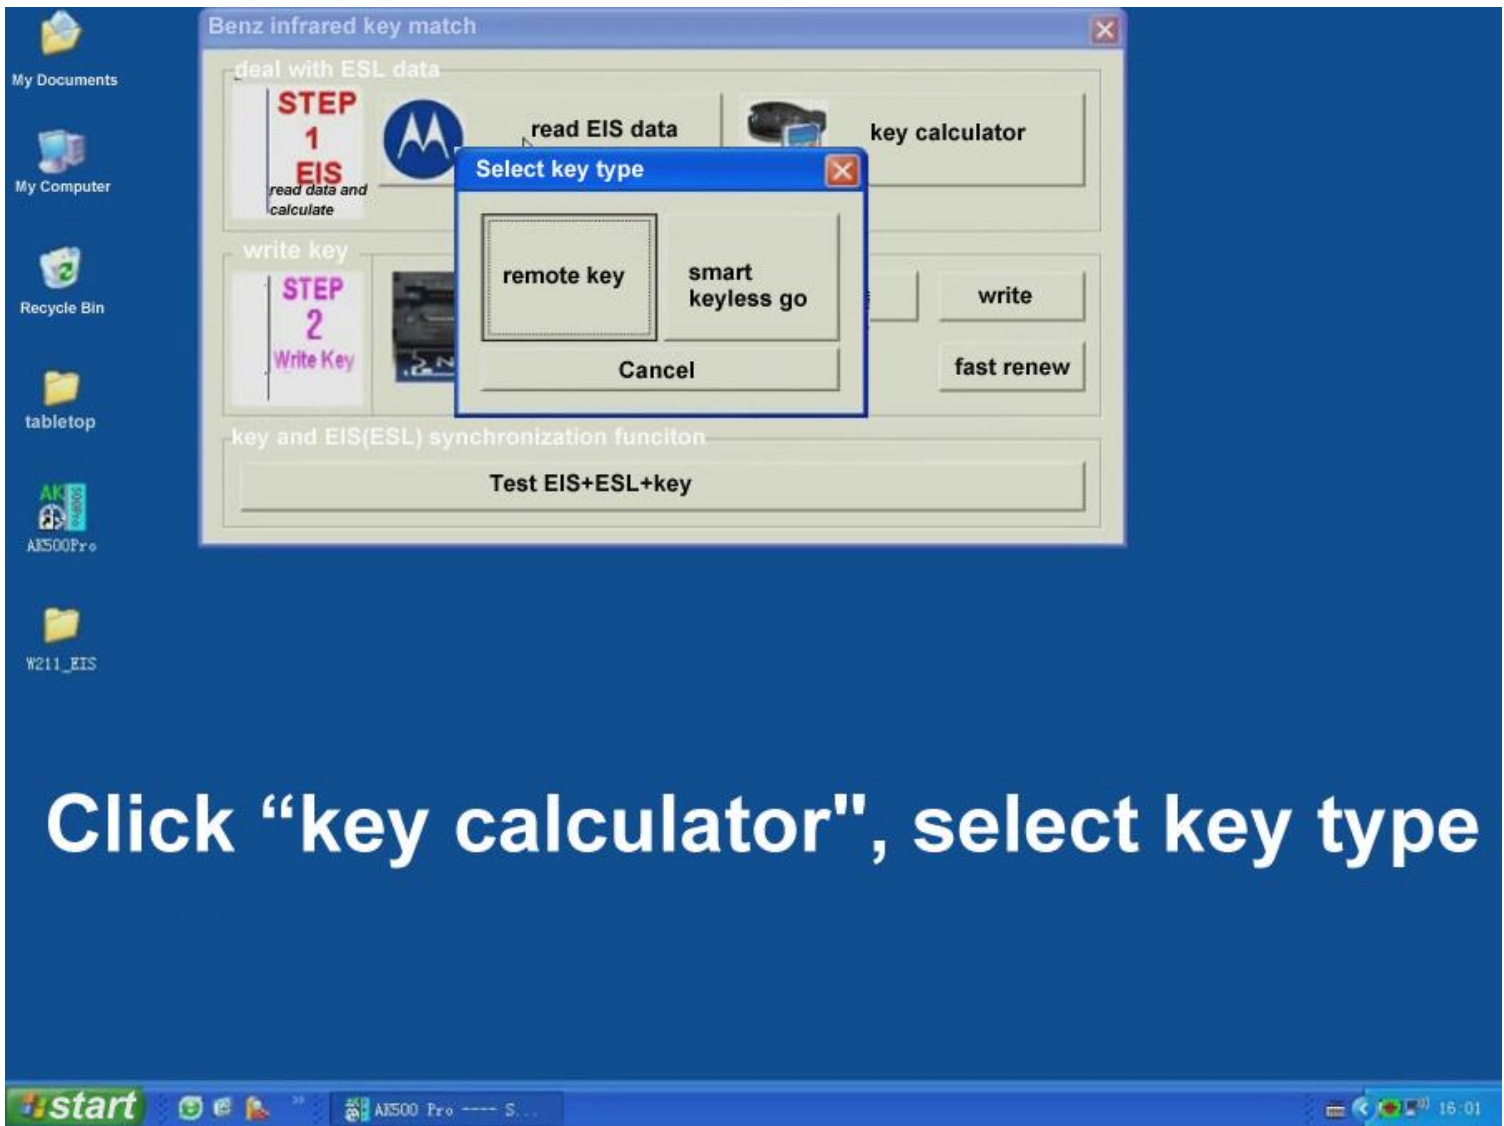 My Documents
My Computer
Recycle Bin
tabletop
AK500Pro
W211_EIS
Benz infrared key match
deal with ESL data
STEP
1
EIS
read data and
calculate
read EIS data
key calculator
Select key type
remote key
smart
keyless go
Cancel
write key
STEP
2
Write Key
write
fast renew
key and EIS(ESL) synchronization funciton
Test EIS+ESL+key
Click “key calculator", select key type
start
AK500 Pro ---- S...
16:01